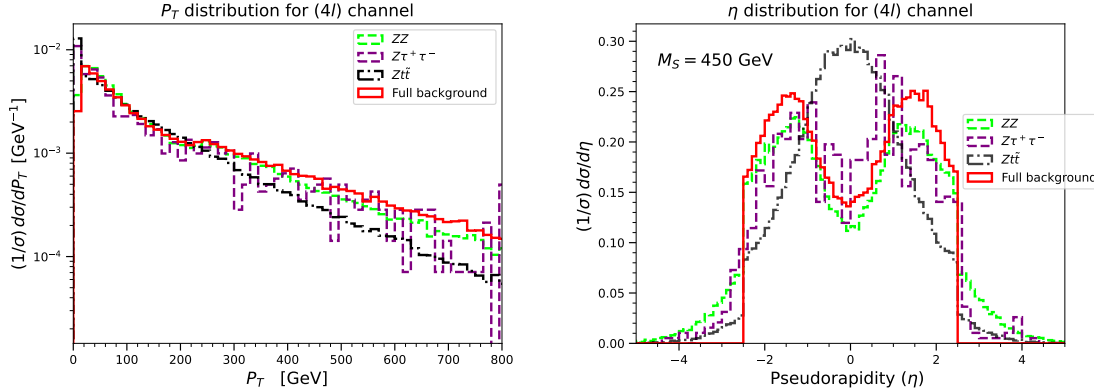 P_T distribution for (4l) channel
(1/σ) dσ/dP_T [GeV⁻¹]
10⁻²
10⁻³
10⁻⁴
ZZ
Zτ⁺τ⁻
Ztt̄
Full background
0 100 200 300 400 500 600 700 800
P_T [GeV]
η distribution for (4l) channel
(1/σ) dσ/dη
0.30
0.25
0.20
0.15
0.10
0.05
0.00
M_S = 450 GeV
ZZ
Zτ⁺τ⁻
Ztt̄
Full background
−4 −2 0 2 4
Pseudorapidity (η)